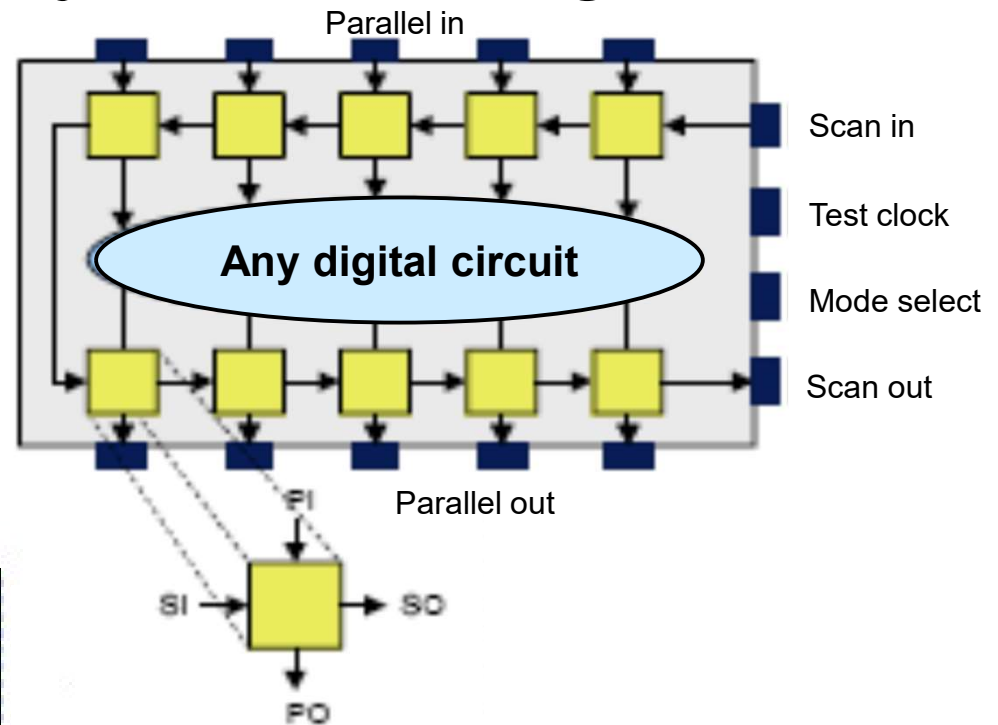 Parallel in
Scan in
Test clock
Any digital circuit
Mode select
Scan out
Parallel out
PI
SI
SO
PO